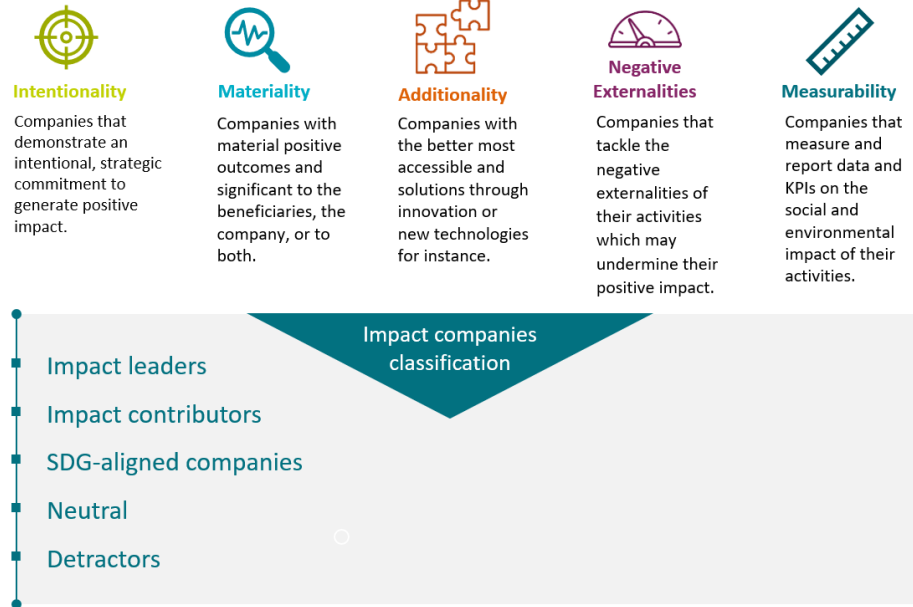 Intentionality
Companies that
demonstrate an
intentional, strategic
commitment to
generate positive
impact.
Materiality
Companies with
material positive
outcomes and
significant to the
beneficiaries, the
company, or to
both.
Additionality
Companies with
the better most
accessible and
solutions through
innovation or
new technologies
for instance.
Negative
Externalities
Companies that
tackle the
negative
externalities of
their activities
which may
undermine their
positive impact.
Measurability
Companies that
measure and
report data and
KPIs on the
social and
environmental
impact of their
activities.
Impact companies
classification
Impact leaders
Impact contributors
SDG-aligned companies
Neutral
Detractors